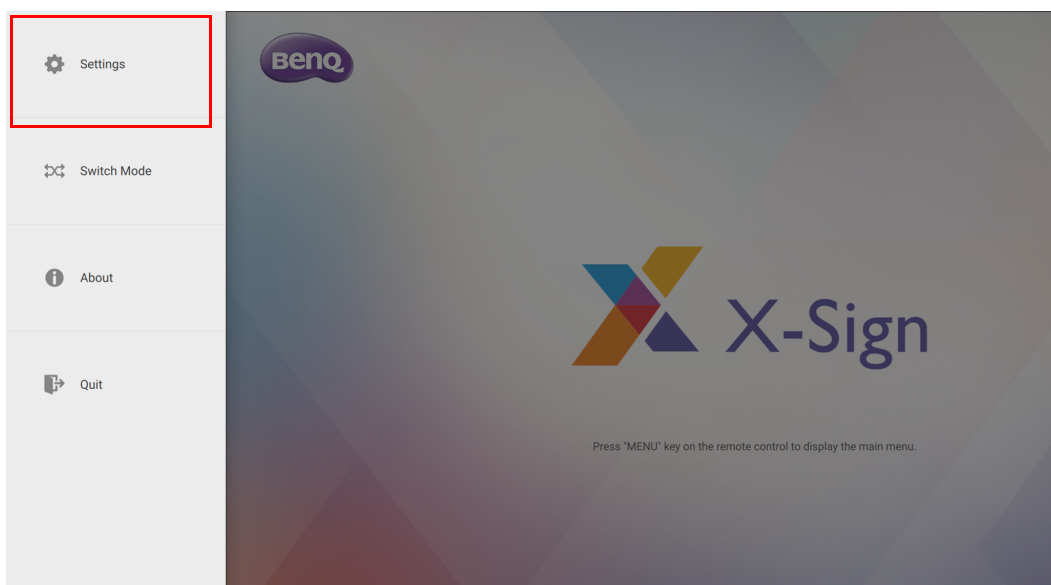 Settings
BenQ
Switch Mode
About
X-Sign
Quit
Press "MENU" key on the remote control to display the main menu.